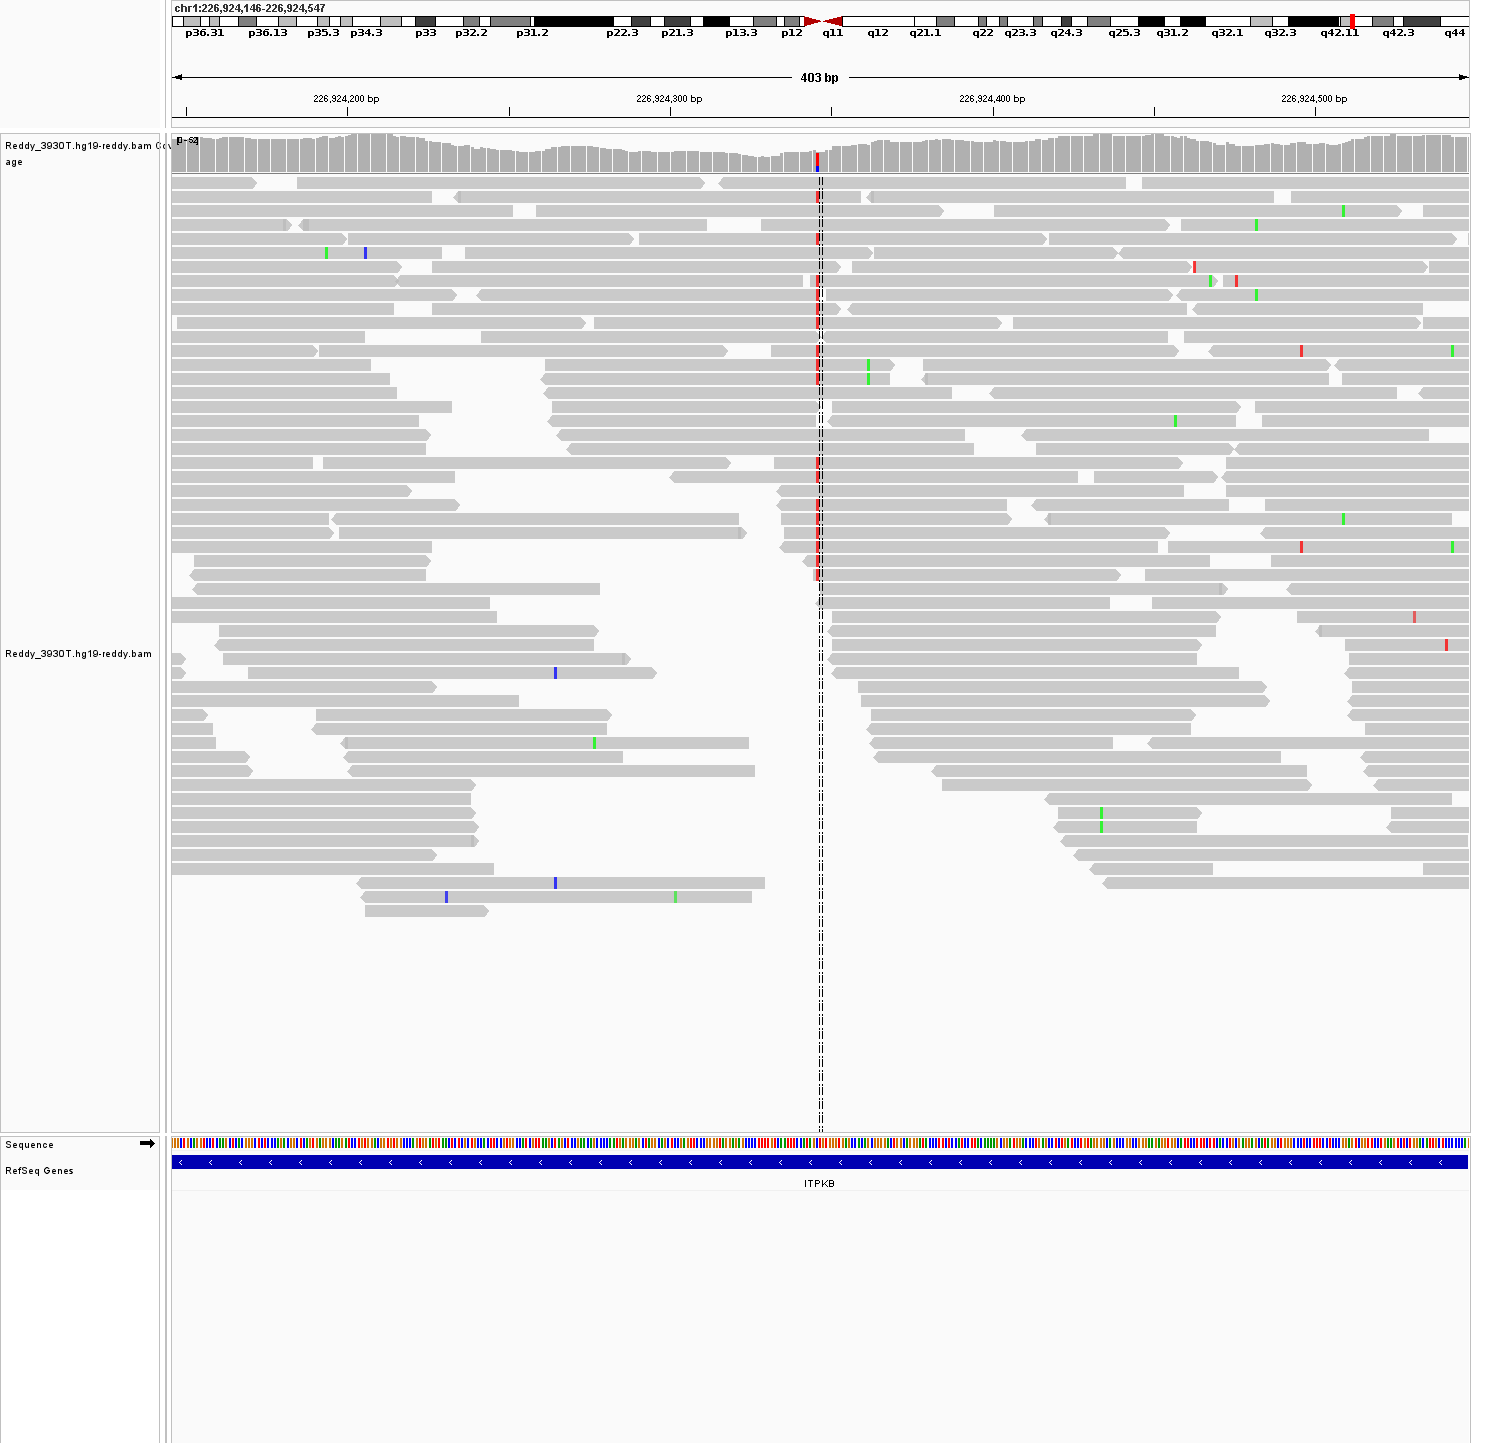 chr1:226,924,146-226,924,547
p36.31 p36.13 p35.3 p34.3 p33 p32.2 p31.2 p22.3 p21.3 p13.3 p12 q11 q12 q21.1 q22 q23.3 q24.3 q25.3 q31.2 q32.1 q32.3 q42.11 q42.3 q44
403 bp
226,924,200 bp 226,924,300 bp 226,924,400 bp 226,924,500 bp
[0-52]
Reddy_3930T.hg19-reddy.bam Cov
age
Reddy_3930T.hg19-reddy.bam
Sequence
RefSeq Genes
ITPKB